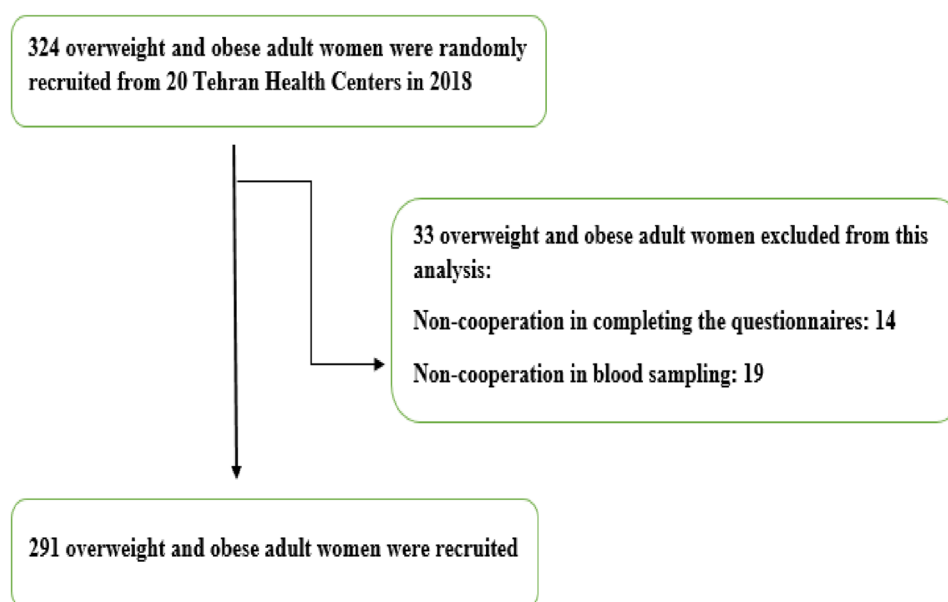 324 overweight and obese adult women were randomly
recruited from 20 Tehran Health Centers in 2018
33 overweight and obese adult women excluded from this
analysis:
Non-cooperation in completing the questionnaires: 14
Non-cooperation in blood sampling: 19
291 overweight and obese adult women were recruited